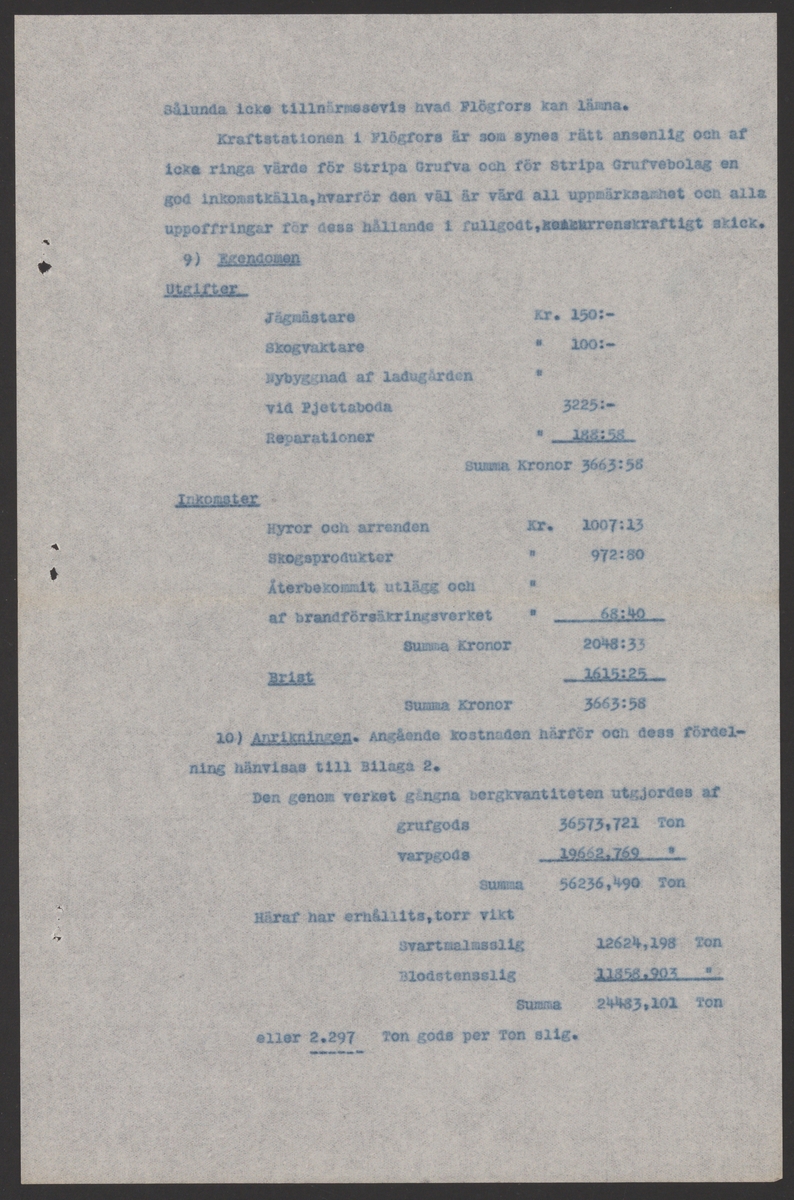 Sålunda icke tillnärmesevis hvad Flögfors kan lämna.
Kraftstationen i Flögfors är som synes rätt ansenlig och af
icke ringa värde för Stripa Grufva och för Stripa Grufvebolag en
god inkomstkälla,hvarför den väl är värd all uppmärksamhet och alla
uppoffringar för dess hållande i fullgodt,konkurrenskraftigt skick.
9) Egendomen
Utgifter
Jägmästare Kr. 150:-
Skogvaktare " 100:-
Nybyggnad af ladugården "
vid Pjettaboda 3225:-
Reparationer " 188:58
Summa Kronor 3663:58
Inkomster
Hyror och arrenden Kr. 1007:13
Skogsprodukter " 972:80
Återbekommit utlägg och "
af brandförsäkringsverket " 68:40
Summa Kronor 2048:33
Brist 1615:25
Summa Kronor 3663:58
10) Anrikningen. Angående kostnaden härför och dess fördel-
ning hänvisas till Bilaga 2.
Den genom verket gångna bergkvantiteten utgjordes af
grufgods 36573,721 Ton
varpgods 19662,769 "
Summa 56236,490 Ton
Häraf har erhållits,torr vikt
Svartmalmsslig 12624,198 Ton
Blodstensslig 11858,903 "
Summa 24483,101 Ton
eller 2.297 Ton gods per Ton slig.